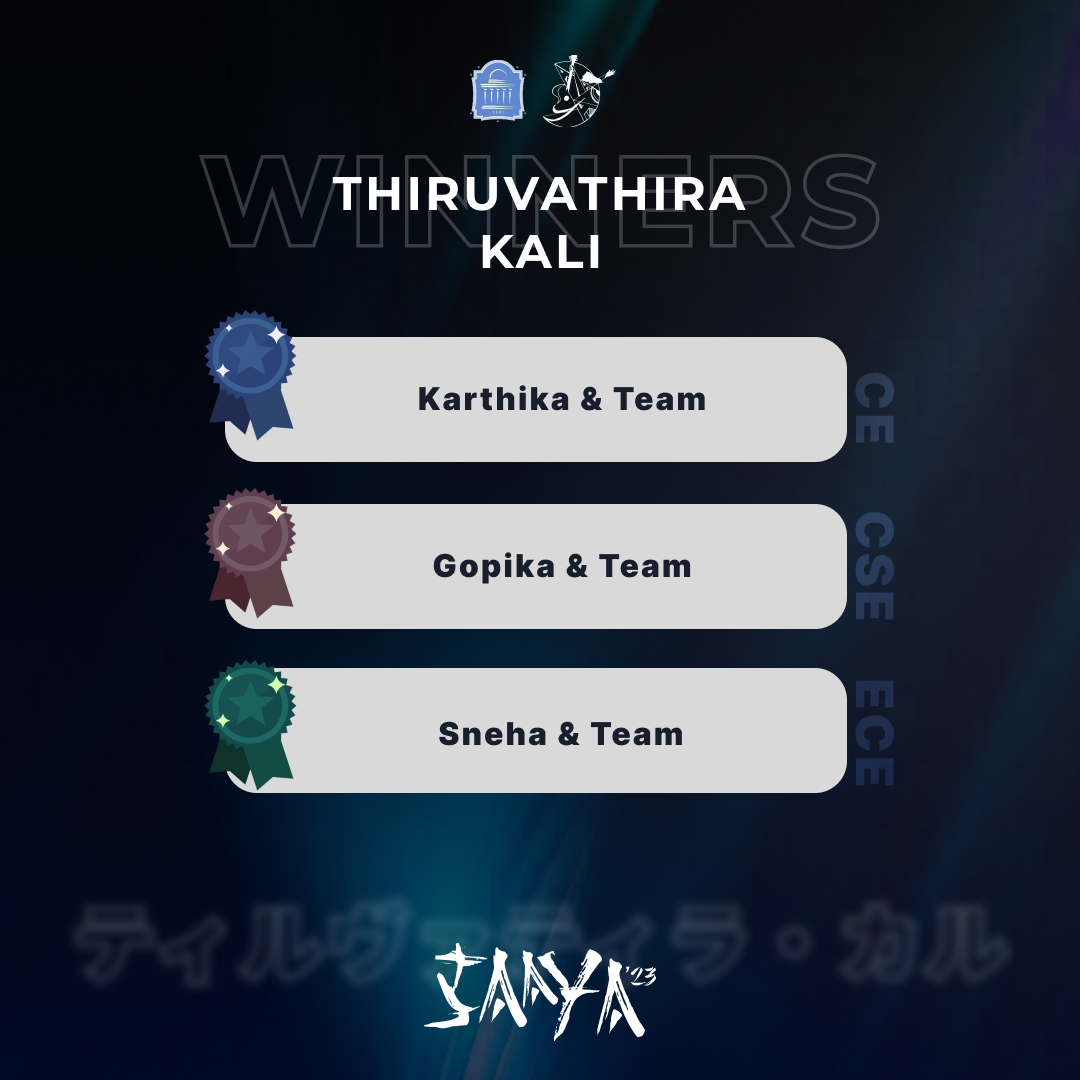 WINNERS
THIRUVATHIRA
KALI
Karthika & Team
CE
Gopika & Team
CSE
Sneha & Team
ECE
ティルヴァティラ・カル
SAAYA '23